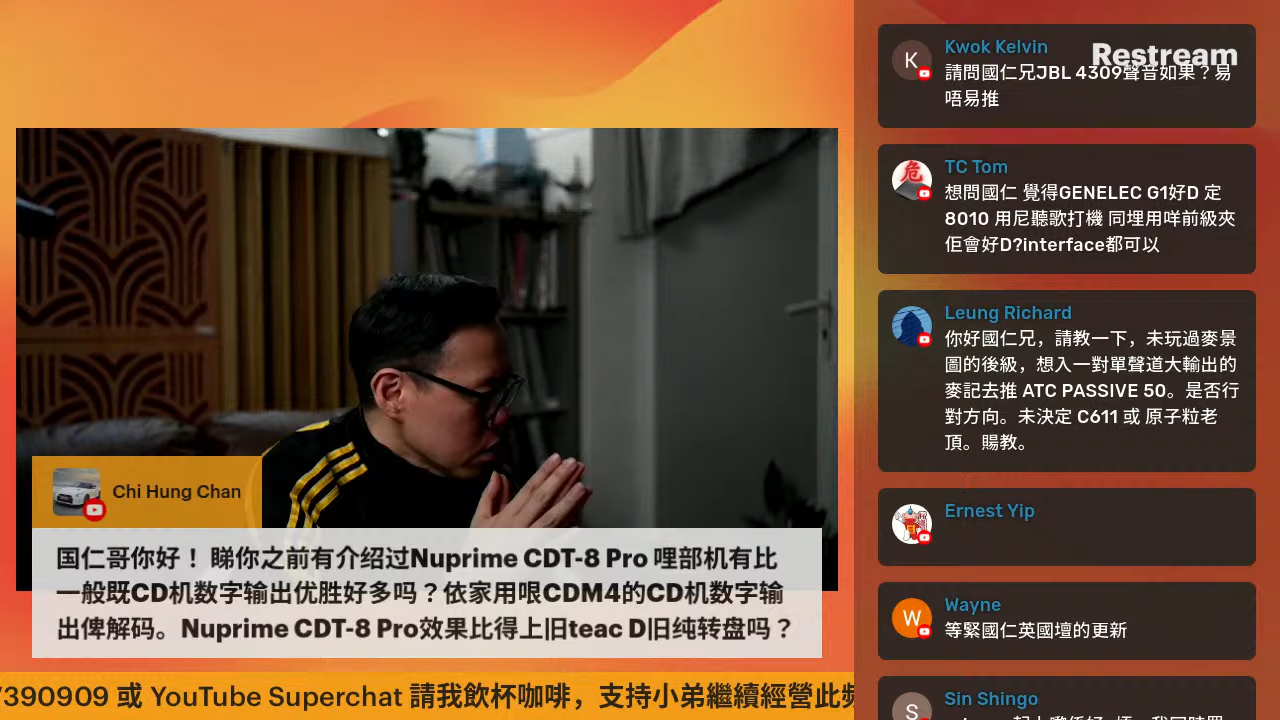 Restream
K
Kwok Kelvin
請問國仁兄JBL 4309聲音如果？易
唔易推
危
TC Tom
想問國仁 覺得GENELEC G1好D 定
8010 用尼聽歌打機 同埋用咩前級夾
佢會好D?interface都可以
Leung Richard
你好國仁兄，請教一下，未玩過麥景
圖的後級，想入一對單聲道大輸出的
麥記去推 ATC PASSIVE 50。是否行
對方向。未決定 C611 或 原子粒老
頂。賜教。
Ernest Yip
W
Wayne
等緊國仁英國壇的更新
S
Sin Shingo
Chi Hung Chan
国仁哥你好！ 睇你之前有介绍过Nuprime CDT-8 Pro 哩部机有比
一般既CD机数字输出优胜好多吗？依家用哏CDM4的CD机数字输
出俾解码。Nuprime CDT-8 Pro效果比得上旧teac D旧纯转盘吗？
/390909 或 YouTube Superchat 請我飲杯咖啡，支持小弟繼續經營此頻